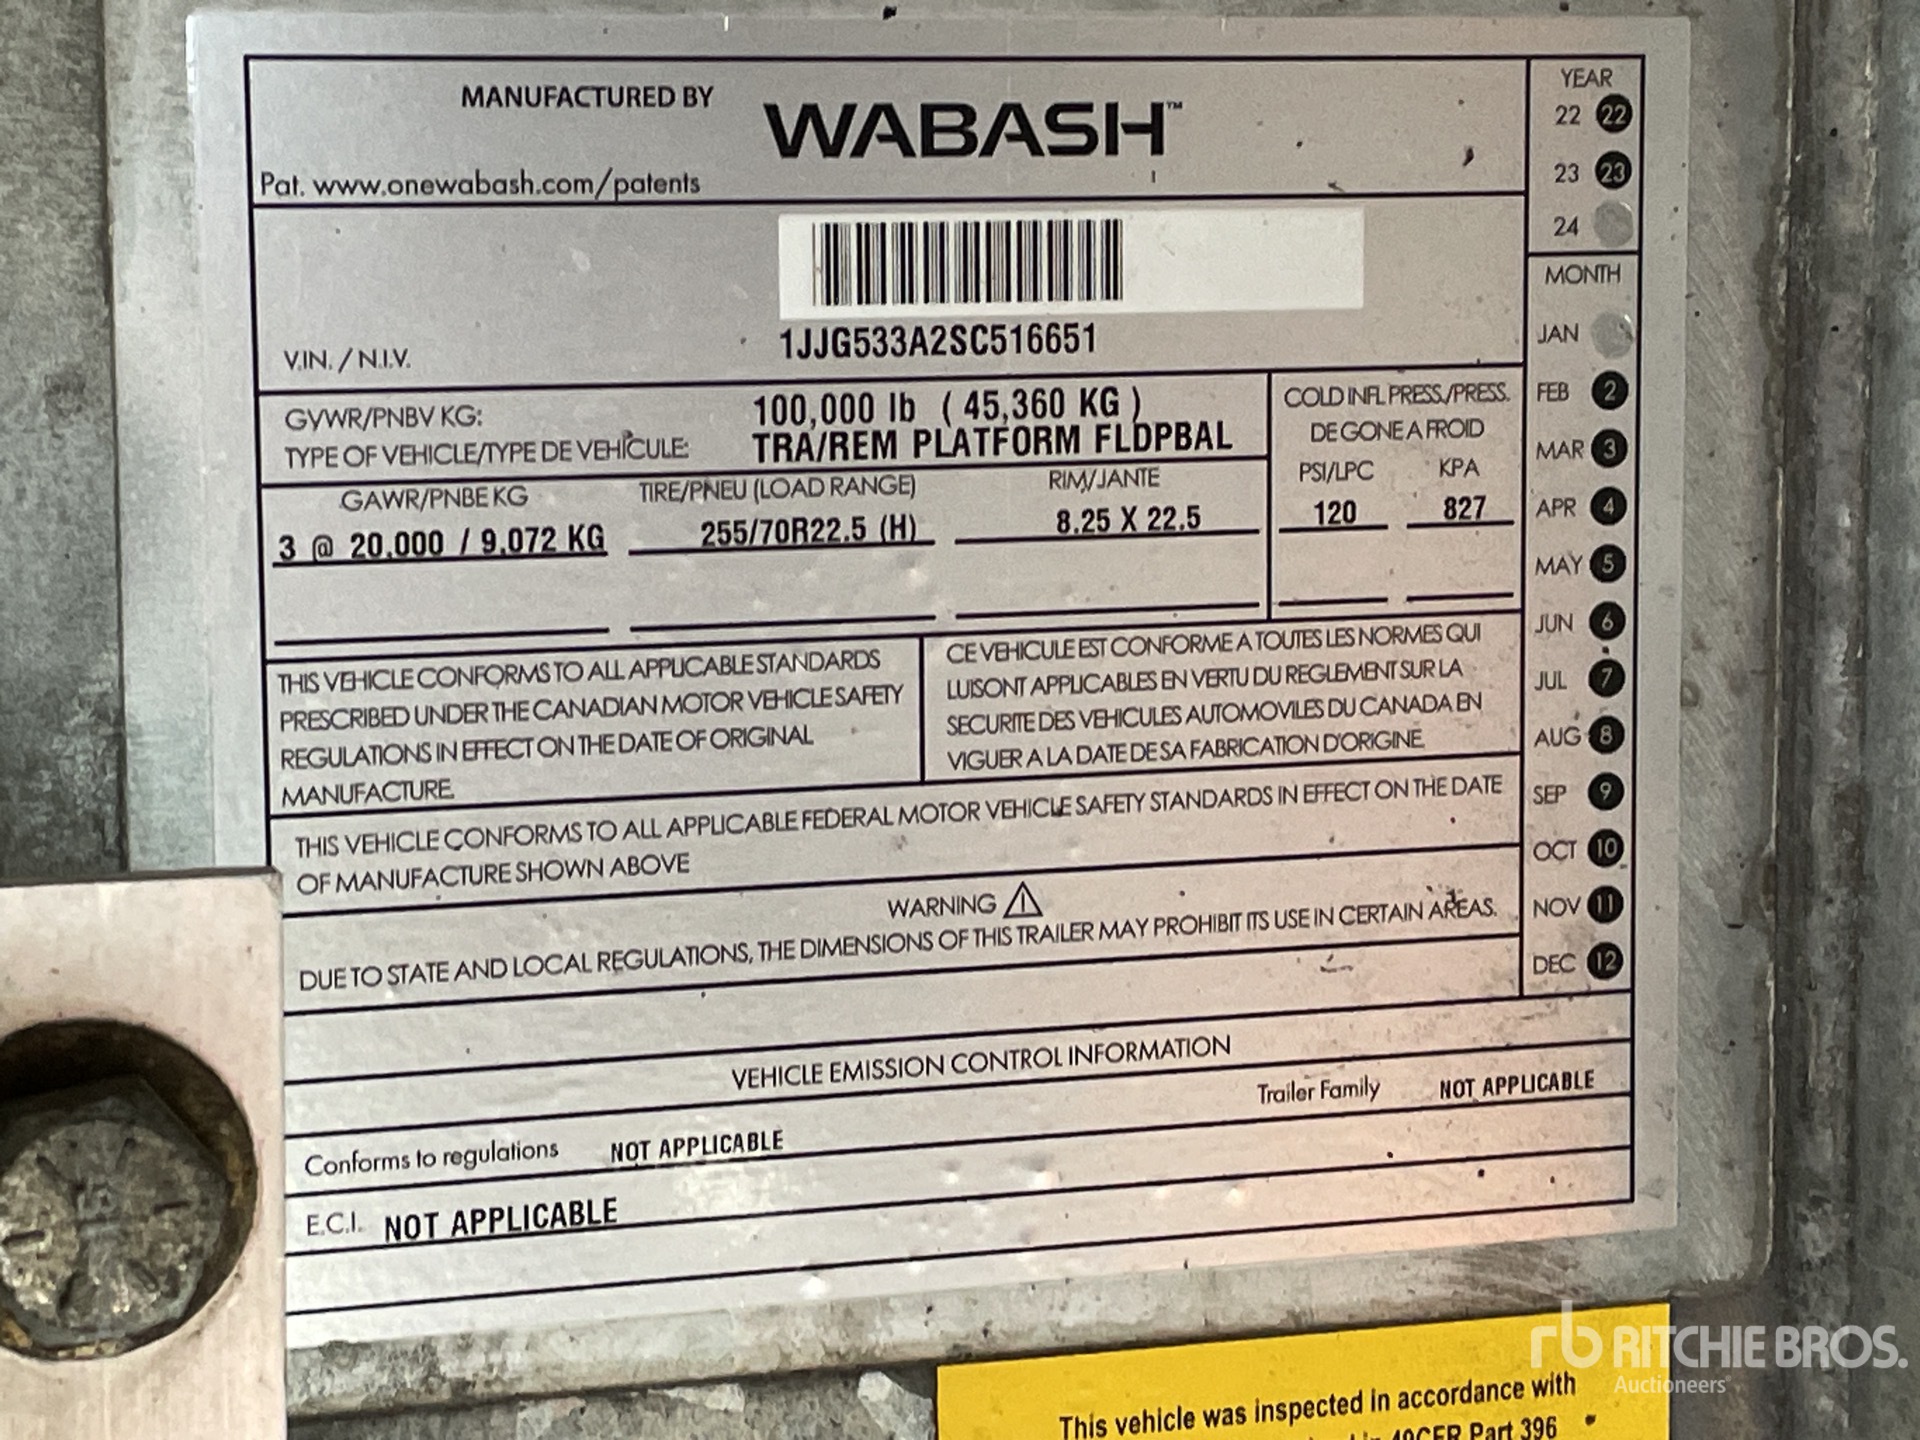 MANUFACTURED BY WABASH™
Pat. www.onewabash.com/patents
V.I.N. / N.I.V.
1JJG533A2SC516651
GVWR/PNBV KG: 100,000 lb ( 45,360 KG )
TYPE OF VEHICLE/TYPE DE VEHICULE: TRA/REM PLATFORM FLDPBAL
GAWR/PNBE KG TIRE/PNEU (LOAD RANGE) RIM/JANTE
3 @ 20,000 / 9,072 KG 255/70R22.5 (H) 8.25 X 22.5
COLD INFL PRESS./PRESS.
DE GONE A FROID
PSI/LPC KPA
120 827
THIS VEHICLE CONFORMS TO ALL APPLICABLE STANDARDS
PRESCRIBED UNDER THE CANADIAN MOTOR VEHICLE SAFETY
REGULATIONS IN EFFECT ON THE DATE OF ORIGINAL
MANUFACTURE.
CE VEHICULE EST CONFORME A TOUTES LES NORMES QUI
LUISONT APPLICABLES EN VERTU DU REGLEMENT SUR LA
SECURITE DES VEHICULES AUTOMOVILES DU CANADA EN
VIGUER A LA DATE DE SA FABRICATION D'ORIGINE.
THIS VEHICLE CONFORMS TO ALL APPLICABLE FEDERAL MOTOR VEHICLE SAFETY STANDARDS IN EFFECT ON THE DATE
OF MANUFACTURE SHOWN ABOVE
WARNING
DUE TO STATE AND LOCAL REGULATIONS, THE DIMENSIONS OF THIS TRAILER MAY PROHIBIT ITS USE IN CERTAIN AREAS.
YEAR
22 22
23 23
24
MONTH
JAN
FEB 2
MAR 3
APR 4
MAY 5
JUN 6
JUL 7
AUG 8
SEP 9
OCT 10
NOV 11
DEC 12
VEHICLE EMISSION CONTROL INFORMATION
Trailer Family NOT APPLICABLE
Conforms to regulations NOT APPLICABLE
E.C.I. NOT APPLICABLE
This vehicle was inspected in accordance with
in 49CFR Part 396
rb RITCHIE BROS.
Auctioneers